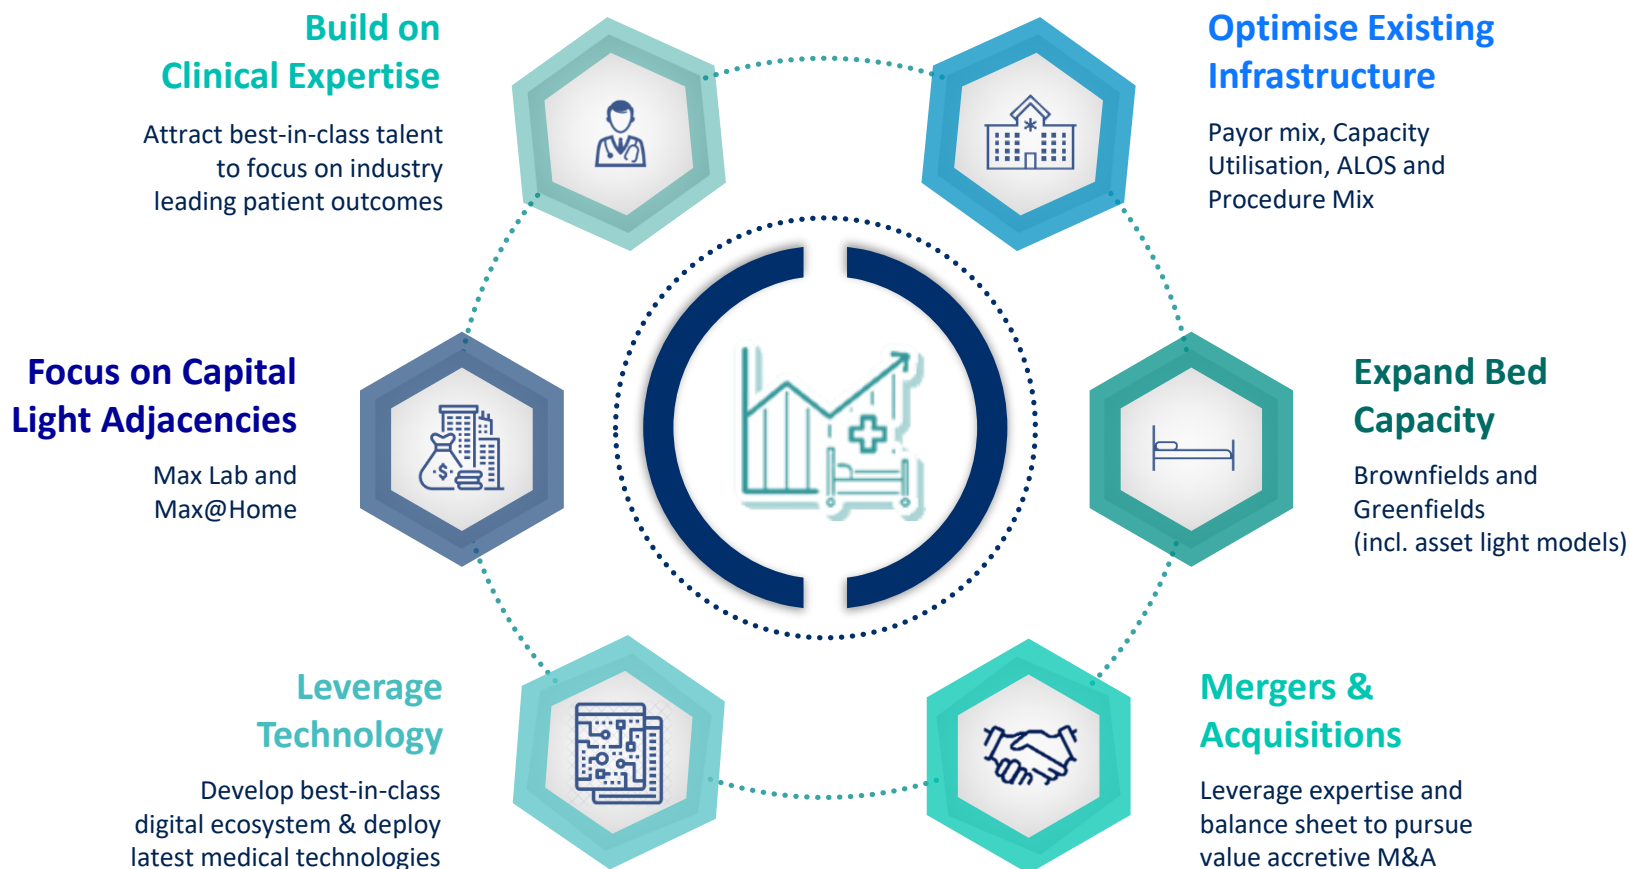 Build on
Clinical Expertise
Attract best-in-class talent
to focus on industry
leading patient outcomes
Optimise Existing
Infrastructure
Payor mix, Capacity
Utilisation, ALOS and
Procedure Mix
Focus on Capital
Light Adjacencies
Max Lab and
Max@Home
$
Expand Bed
Capacity
Brownfields and
Greenfields
(incl. asset light models)
Leverage
Technology
Develop best-in-class
digital ecosystem & deploy
latest medical technologies
Mergers &
Acquisitions
Leverage expertise and
balance sheet to pursue
value accretive M&A